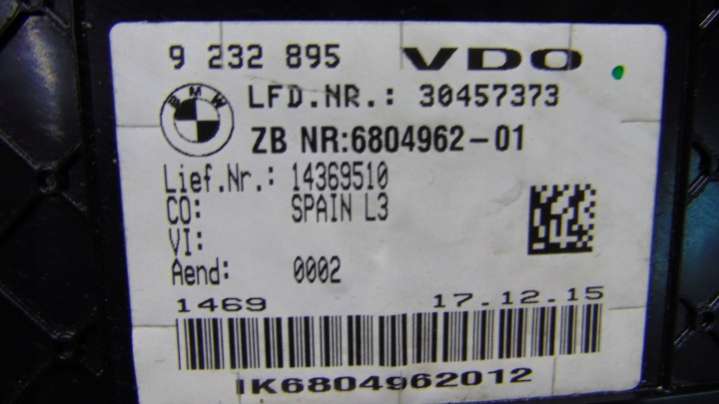 9 232 895 VDO
BMW
LFD.NR.: 30457373
ZB NR:6804962-01
Lief.Nr.: 14369510
CO: SPAIN L3
VI:
Aend: 0002
1469 17.12.15
IK6804962012